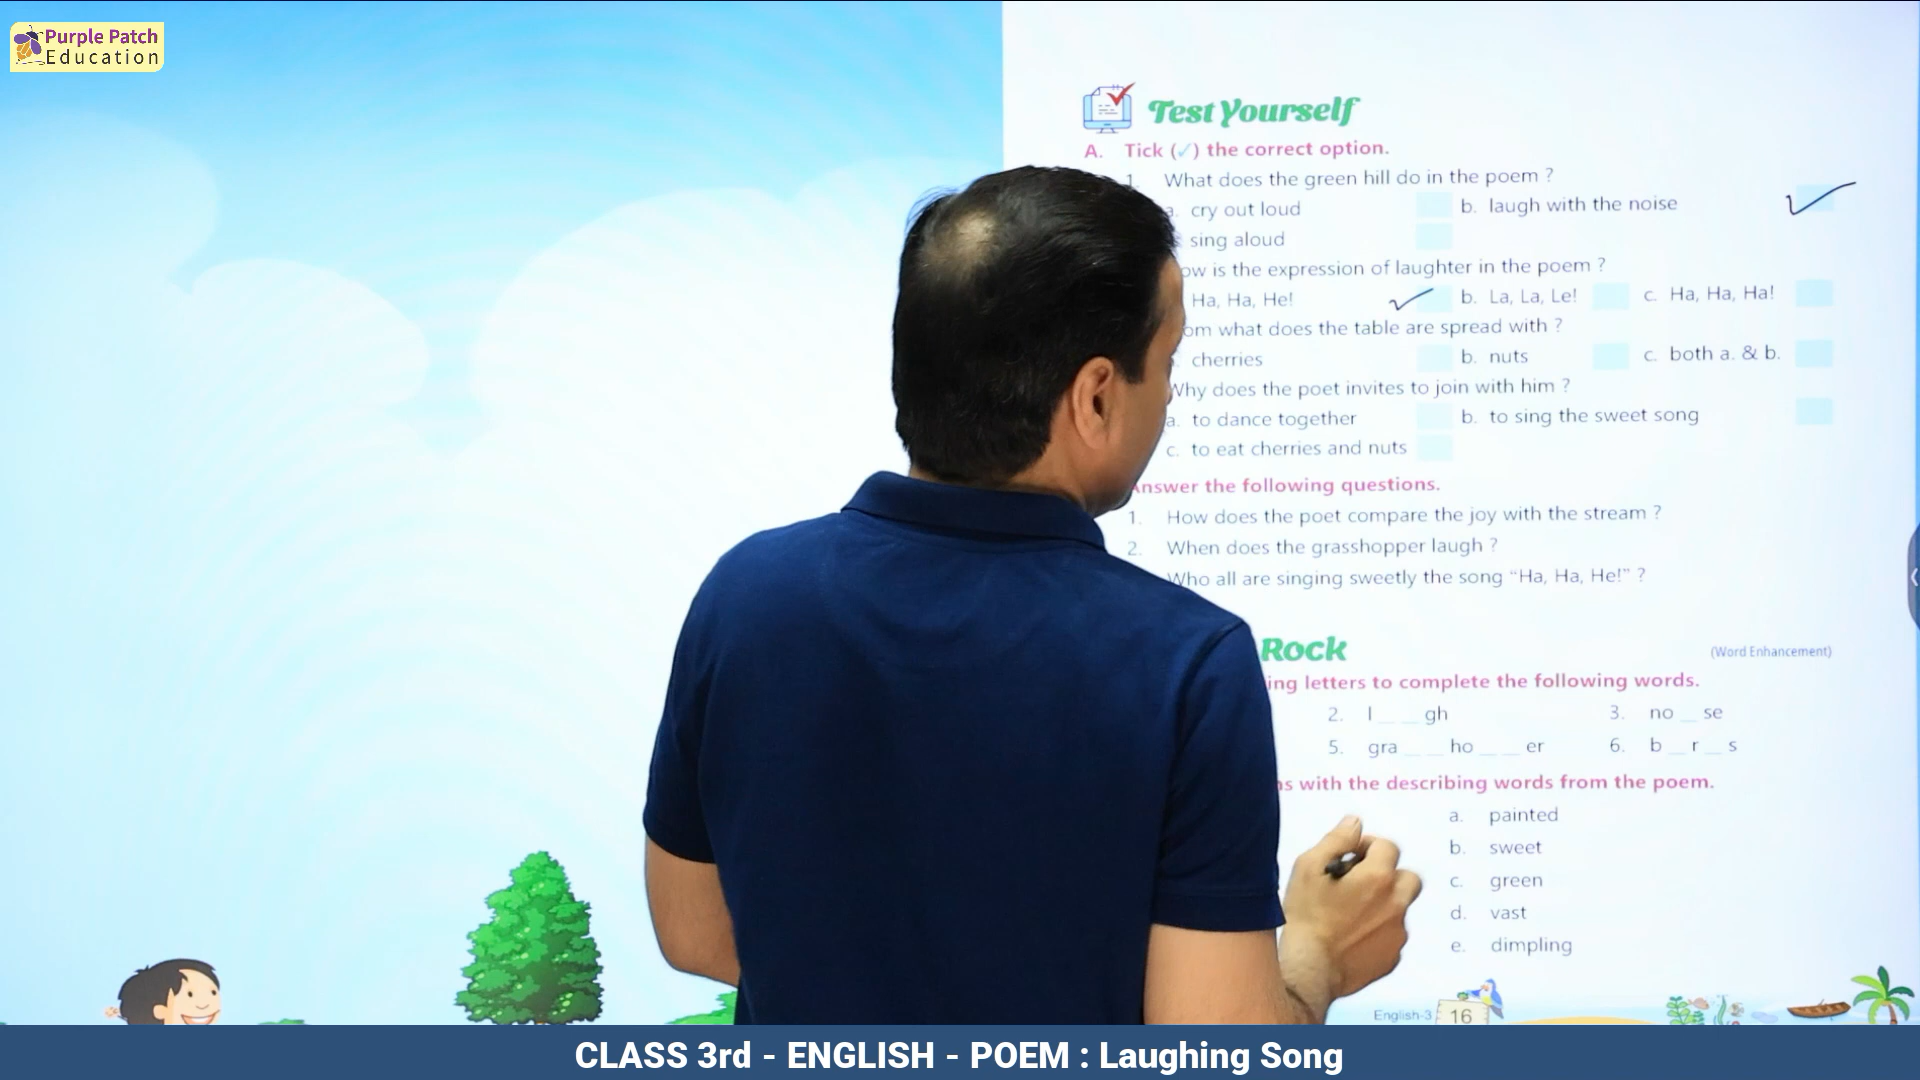 Purple Patch
Education
Test Yourself
A. Tick (✓) the correct option.
1. What does the green hill do in the poem ?
a. cry out loud b. laugh with the noise ✓
sing aloud
ow is the expression of laughter in the poem ?
Ha, Ha, He! ✓ b. La, La, Le! c. Ha, Ha, Ha!
om what does the table are spread with ?
cherries b. nuts c. both a. & b.
Why does the poet invites to join with him ?
a. to dance together b. to sing the sweet song
c. to eat cherries and nuts
Answer the following questions.
1. How does the poet compare the joy with the stream ?
2. When does the grasshopper laugh ?
Who all are singing sweetly the song “Ha, Ha, He!” ?
Rock (Word Enhancement)
ing letters to complete the following words.
2. l _ _ gh 3. no _ se
5. gra _ _ ho _ _ er 6. b _ r _ s
s with the describing words from the poem.
a. painted
b. sweet
c. green
d. vast
e. dimpling
English-3 16
CLASS 3rd - ENGLISH - POEM : Laughing Song